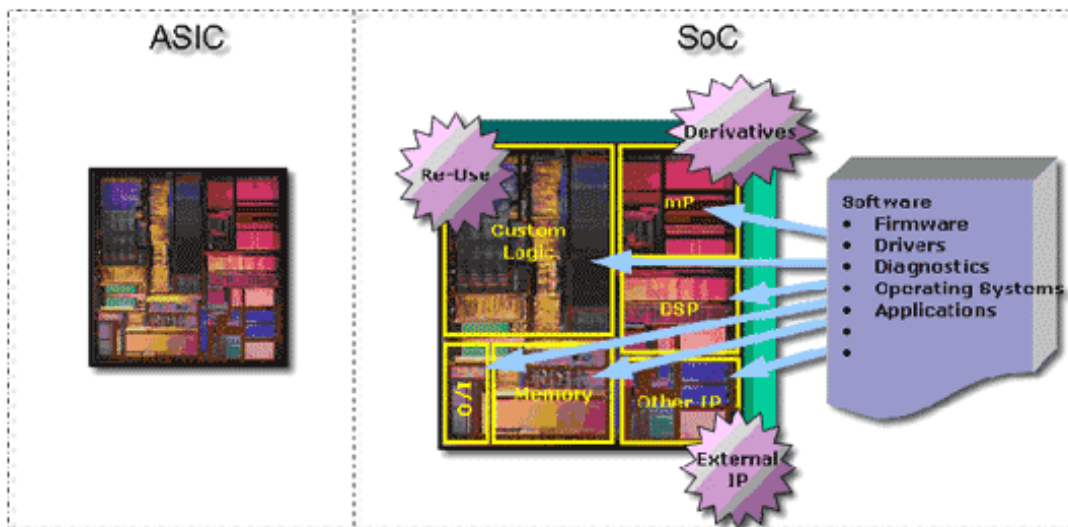 ASIC
SoC
Derivatives
Re-Use
mP
Custom
Logic
DSP
I/O
Memory
Other IP
External
IP
Software
• Firmware
• Drivers
• Diagnostics
• Operating Systems
• Applications
•
•